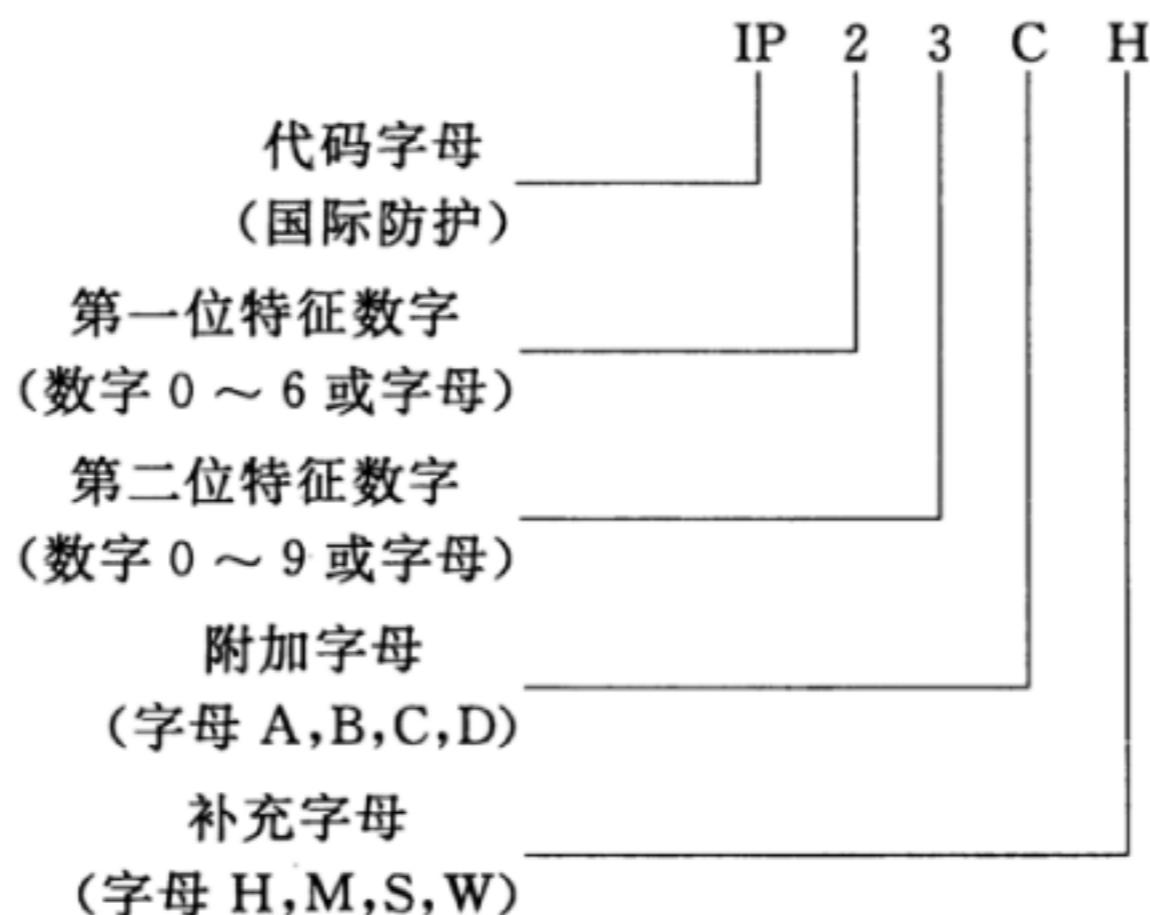 IP 2 3 C H
代码字母
(国际防护)
第一位特征数字
(数字 0 ～ 6 或字母)
第二位特征数字
(数字 0 ～ 9 或字母)
附加字母
(字母 A,B,C,D)
补充字母
(字母 H,M,S,W)